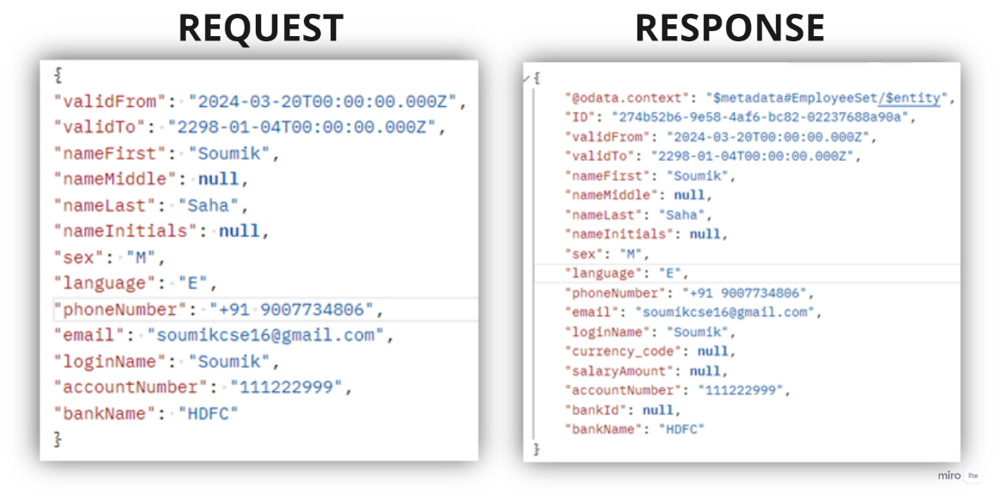 REQUEST
{
"validFrom": "2024-03-20T00:00:00.000Z",
"validTo": "2298-01-04T00:00:00.000Z",
"nameFirst": "Soumik",
"nameMiddle": null,
"nameLast": "Saha",
"nameInitials": null,
"sex": "M",
"language": "E",
"phoneNumber": "+91 9007734806",
"email": "soumikcse16@gmail.com",
"loginName": "Soumik",
"accountNumber": "111222999",
"bankName": "HDFC"
}
RESPONSE
{
"@odata.context": "$metadata#EmployeeSet/$entity",
"ID": "274b52b6-9e58-4af6-bc82-02237688a90a",
"validFrom": "2024-03-20T00:00:00.000Z",
"validTo": "2298-01-04T00:00:00.000Z",
"nameFirst": "Soumik",
"nameMiddle": null,
"nameLast": "Saha",
"nameInitials": null,
"sex": "M",
"language": "E",
"phoneNumber": "+91 9007734806",
"email": "soumikcse16@gmail.com",
"loginName": "Soumik",
"currency_code": null,
"salaryAmount": null,
"accountNumber": "111222999",
"bankId": null,
"bankName": "HDFC"
}
miro lite